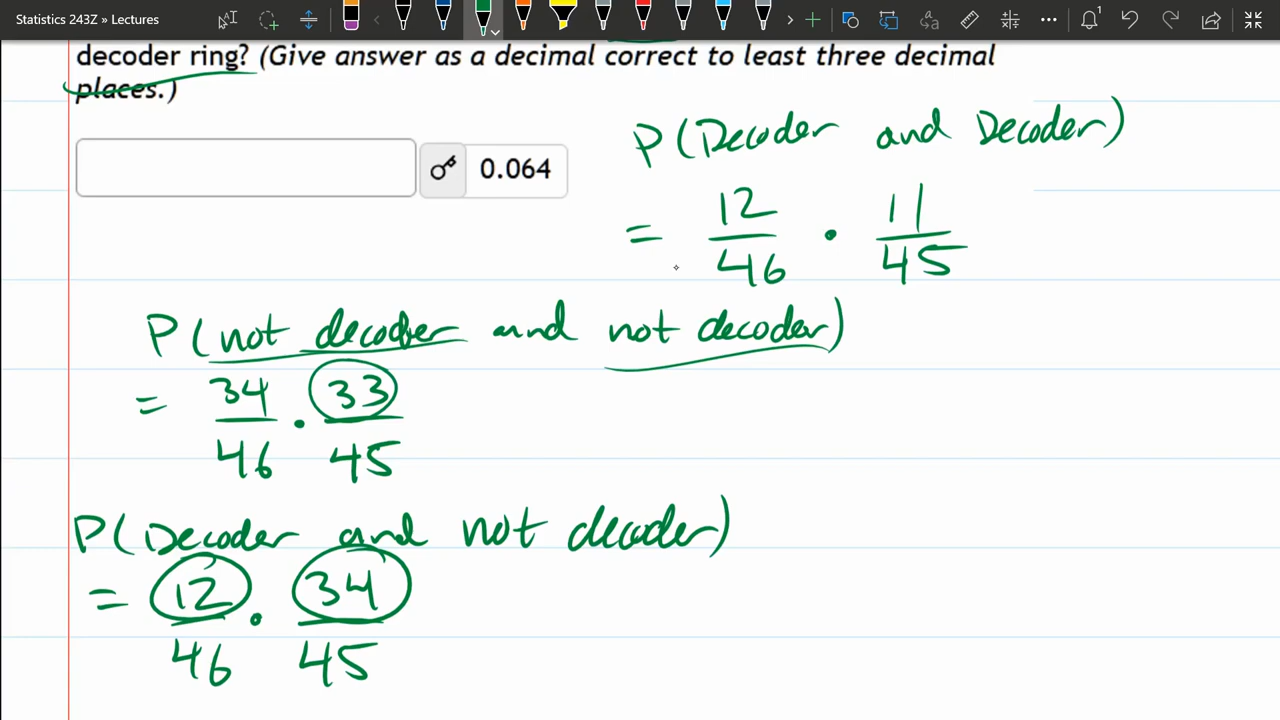 Statistics 243Z » Lectures
decoder ring? (Give answer as a decimal correct to least three decimal
places.)
P(Decoder and Decoder)
0.064
= 12/46 · 11/45
P(not decoder and not decoder)
= 34/46 · 33/45
P(Decoder and not decoder)
= 12/46 · 34/45